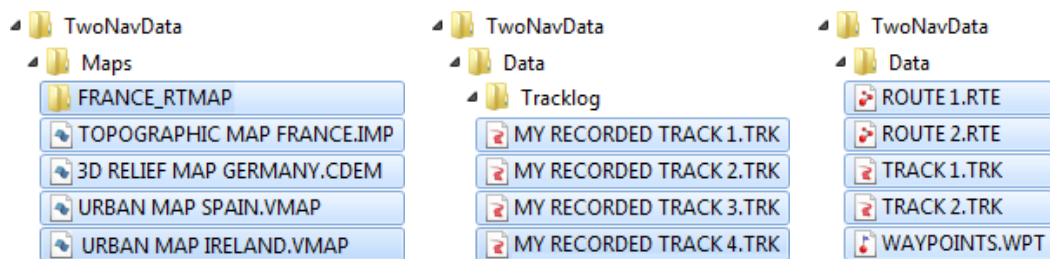 TwoNavData
Maps
FRANCE_RTMAP
TOPOGRAPHIC MAP FRANCE.IMP
3D RELIEF MAP GERMANY.CDEM
URBAN MAP SPAIN.VMAP
URBAN MAP IRELAND.VMAP
TwoNavData
Data
Tracklog
MY RECORDED TRACK 1.TRK
MY RECORDED TRACK 2.TRK
MY RECORDED TRACK 3.TRK
MY RECORDED TRACK 4.TRK
TwoNavData
Data
ROUTE 1.RTE
ROUTE 2.RTE
TRACK 1.TRK
TRACK 2.TRK
WAYPOINTS.WPT